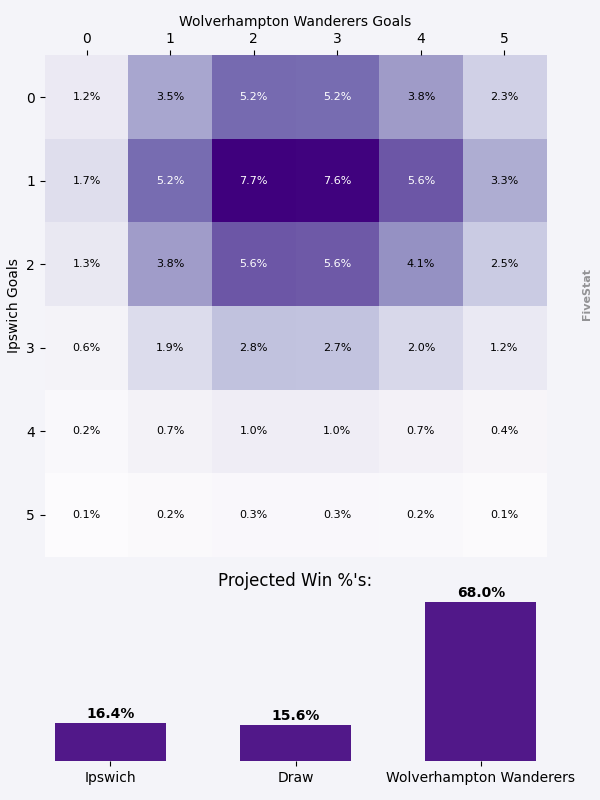 Wolverhampton Wanderers Goals
0 1 2 3 4 5
0 1.2% 3.5% 5.2% 5.2% 3.8% 2.3%
1 1.7% 5.2% 7.7% 7.6% 5.6% 3.3%
2 1.3% 3.8% 5.6% 5.6% 4.1% 2.5%
3 0.6% 1.9% 2.8% 2.7% 2.0% 1.2%
4 0.2% 0.7% 1.0% 1.0% 0.7% 0.4%
5 0.1% 0.2% 0.3% 0.3% 0.2% 0.1%
Ipswich Goals
FiveStat
Projected Win %'s:
16.4% 15.6% 68.0%
Ipswich Draw Wolverhampton Wanderers